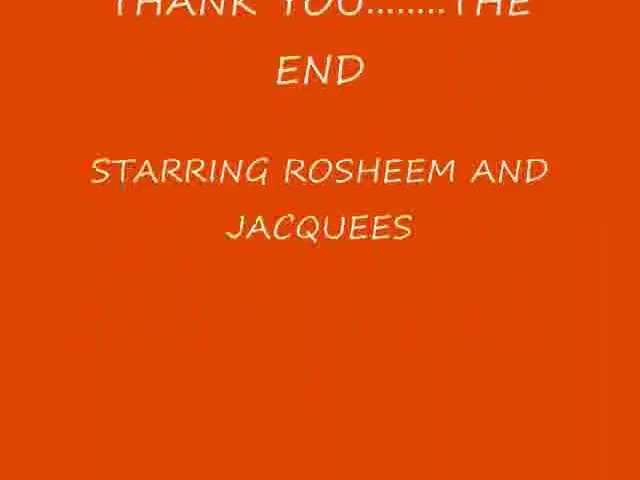 THANK YOU........THE
END
STARRING ROSHEEM AND
JACQUEES